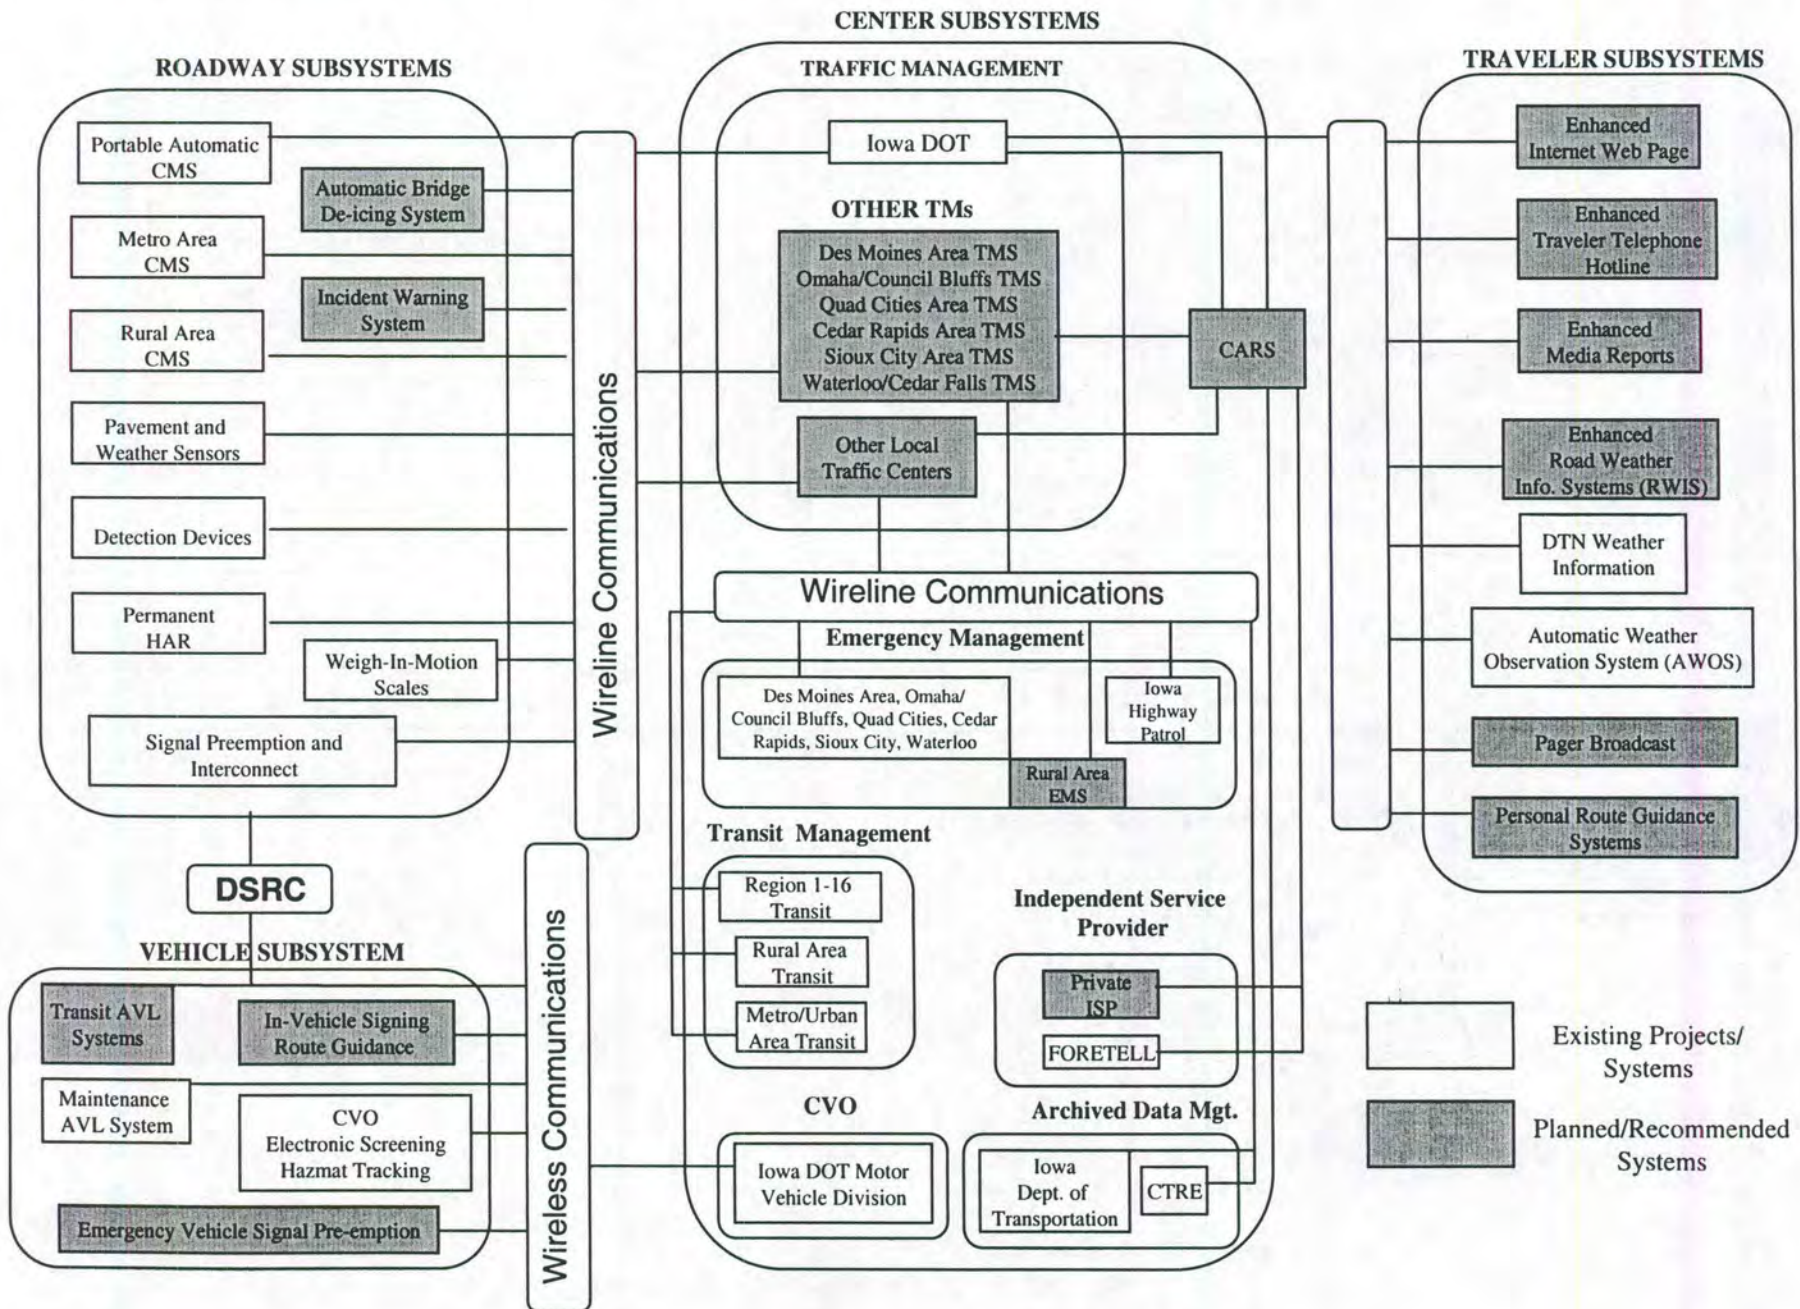 CENTER SUBSYSTEMS
ROADWAY SUBSYSTEMS
Portable Automatic
CMS
Automatic Bridge
De-icing System
Metro Area
CMS
Incident Warning
System
Rural Area
CMS
Pavement and
Weather Sensors
Detection Devices
Permanent
HAR
Weigh-In-Motion
Scales
Signal Preemption and
Interconnect
DSRC
VEHICLE SUBSYSTEM
Transit AVL
Systems
In-Vehicle Signing
Route Guidance
Maintenance
AVL System
CVO
Electronic Screening
Hazmat Tracking
Emergency Vehicle Signal Pre-emption
Wireline Communications
Wireless Communications
TRAFFIC MANAGEMENT
Iowa DOT
OTHER TMs
Des Moines Area TMS
Omaha/Council Bluffs TMS
Quad Cities Area TMS
Cedar Rapids Area TMS
Sioux City Area TMS
Waterloo/Cedar Falls TMS
CARS
Other Local
Traffic Centers
Wireline Communications
Emergency Management
Des Moines Area, Omaha/
Council Bluffs, Quad Cities, Cedar
Rapids, Sioux City, Waterloo
Iowa
Highway
Patrol
Rural Area
EMS
Transit Management
Region 1-16
Transit
Rural Area
Transit
Metro/Urban
Area Transit
Independent Service
Provider
Private
ISP
FORETELL
CVO
Iowa DOT Motor
Vehicle Division
Archived Data Mgt.
Iowa
Dept. of
Transportation
CTRE
TRAVELER SUBSYSTEMS
Enhanced
Internet Web Page
Enhanced
Traveler Telephone
Hotline
Enhanced
Media Reports
Enhanced
Road Weather
Info. Systems (RWIS)
DTN Weather
Information
Automatic Weather
Observation System (AWOS)
Pager Broadcast
Personal Route Guidance
Systems
Existing Projects/
Systems
Planned/Recommended
Systems